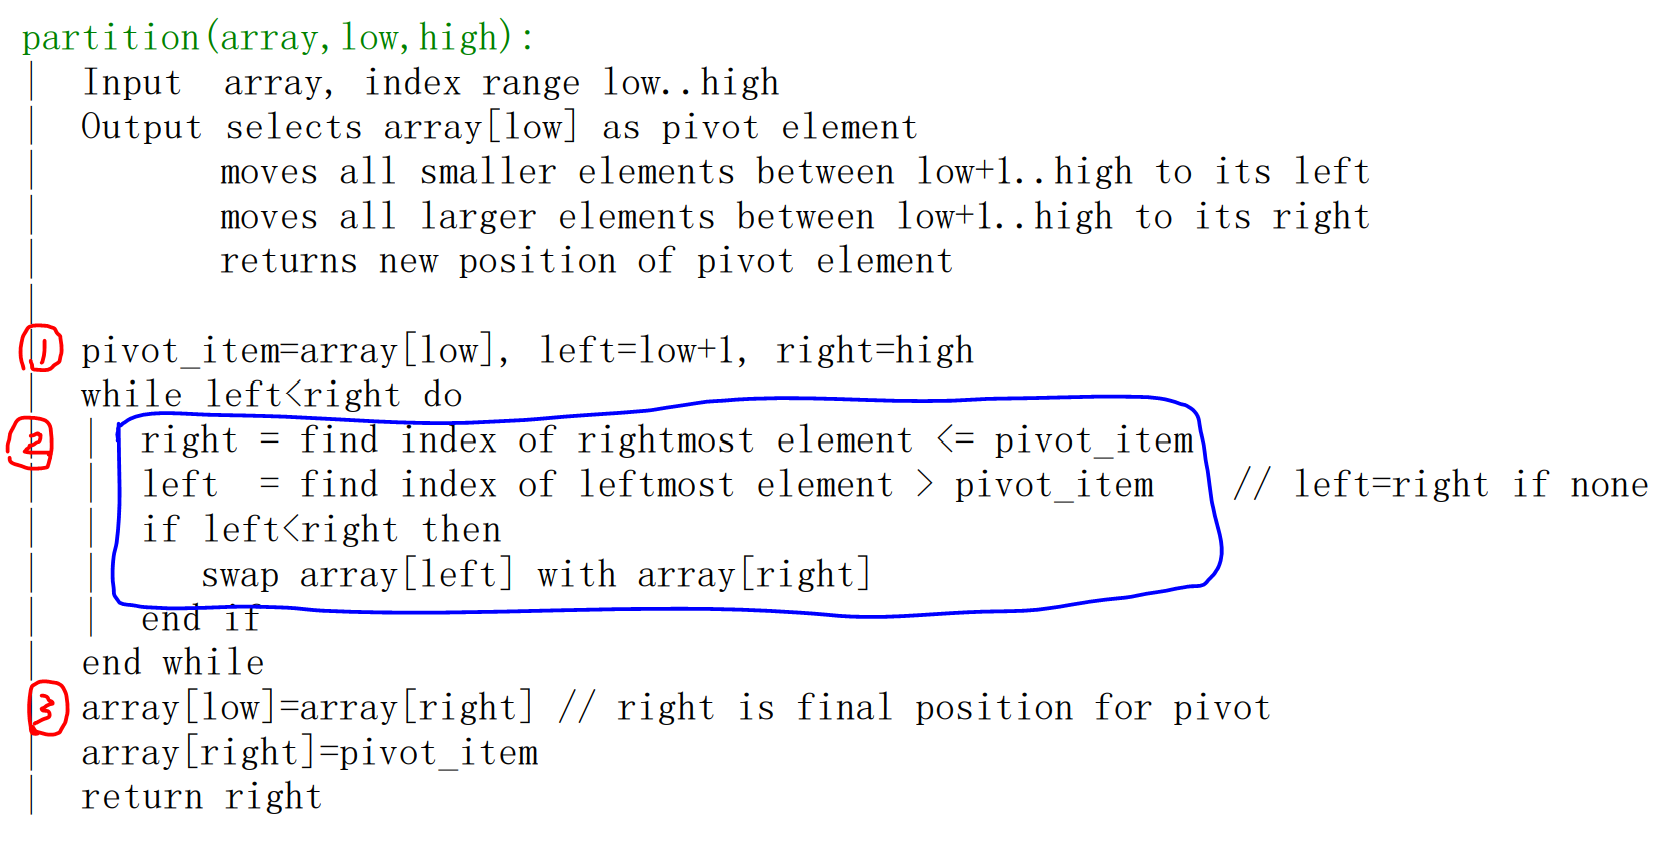 partition(array,low,high):
Input  array, index range low..high
Output selects array[low] as pivot element
moves all smaller elements between low+1..high to its left
moves all larger elements between low+1..high to its right
returns new position of pivot element
① pivot_item=array[low], left=low+1, right=high
while left<right do
② right = find index of rightmost element <= pivot_item
left  = find index of leftmost element > pivot_item    // left=right if none
if left<right then
swap array[left] with array[right]
end if
end while
③ array[low]=array[right] // right is final position for pivot
array[right]=pivot_item
return right